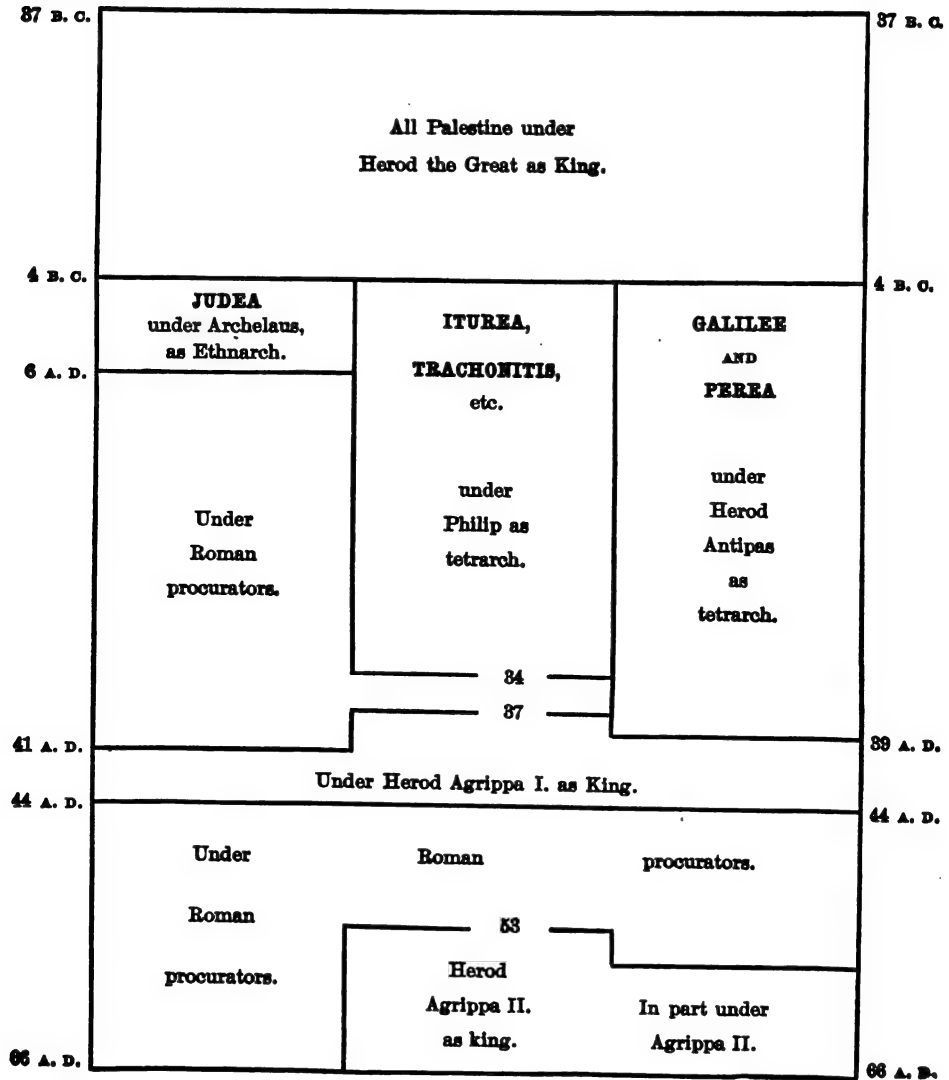 37 B. C.
37 B. C.
All Palestine under
Herod the Great as King.
4 B. C.
4 B. C.
JUDEA
under Archelaus,
as Ethnarch.
6 A. D.
Under
Roman
procurators.
ITUREA,
TRACHONITIS,
etc.
under
Philip as
tetrarch.
GALILEE
AND
PEREA
under
Herod
Antipas
as
tetrarch.
34
37
41 A. D.
39 A. D.
Under Herod Agrippa I. as King.
44 A. D.
44 A. D.
Under Roman procurators.
Roman
procurators.
53
Herod
Agrippa II.
as king.
In part under
Agrippa II.
66 A. D.
66 A. D.